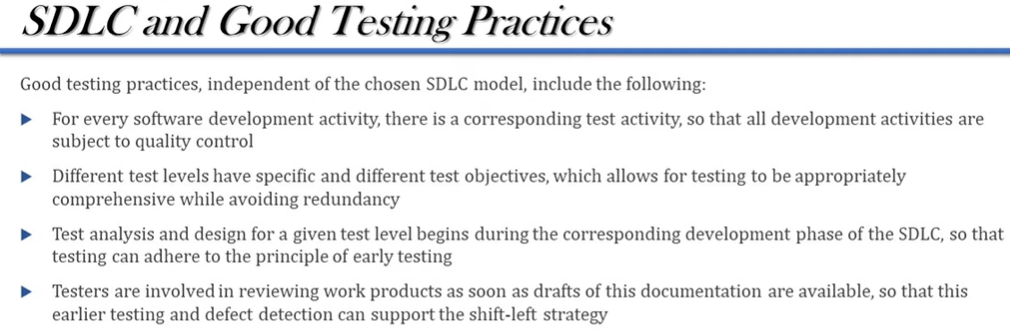 SDLC and Good Testing Practices
Good testing practices, independent of the chosen SDLC model, include the following:
For every software development activity, there is a corresponding test activity, so that all development activities are
subject to quality control
Different test levels have specific and different test objectives, which allows for testing to be appropriately
comprehensive while avoiding redundancy
Test analysis and design for a given test level begins during the corresponding development phase of the SDLC, so that
testing can adhere to the principle of early testing
Testers are involved in reviewing work products as soon as drafts of this documentation are available, so that this
earlier testing and defect detection can support the shift-left strategy